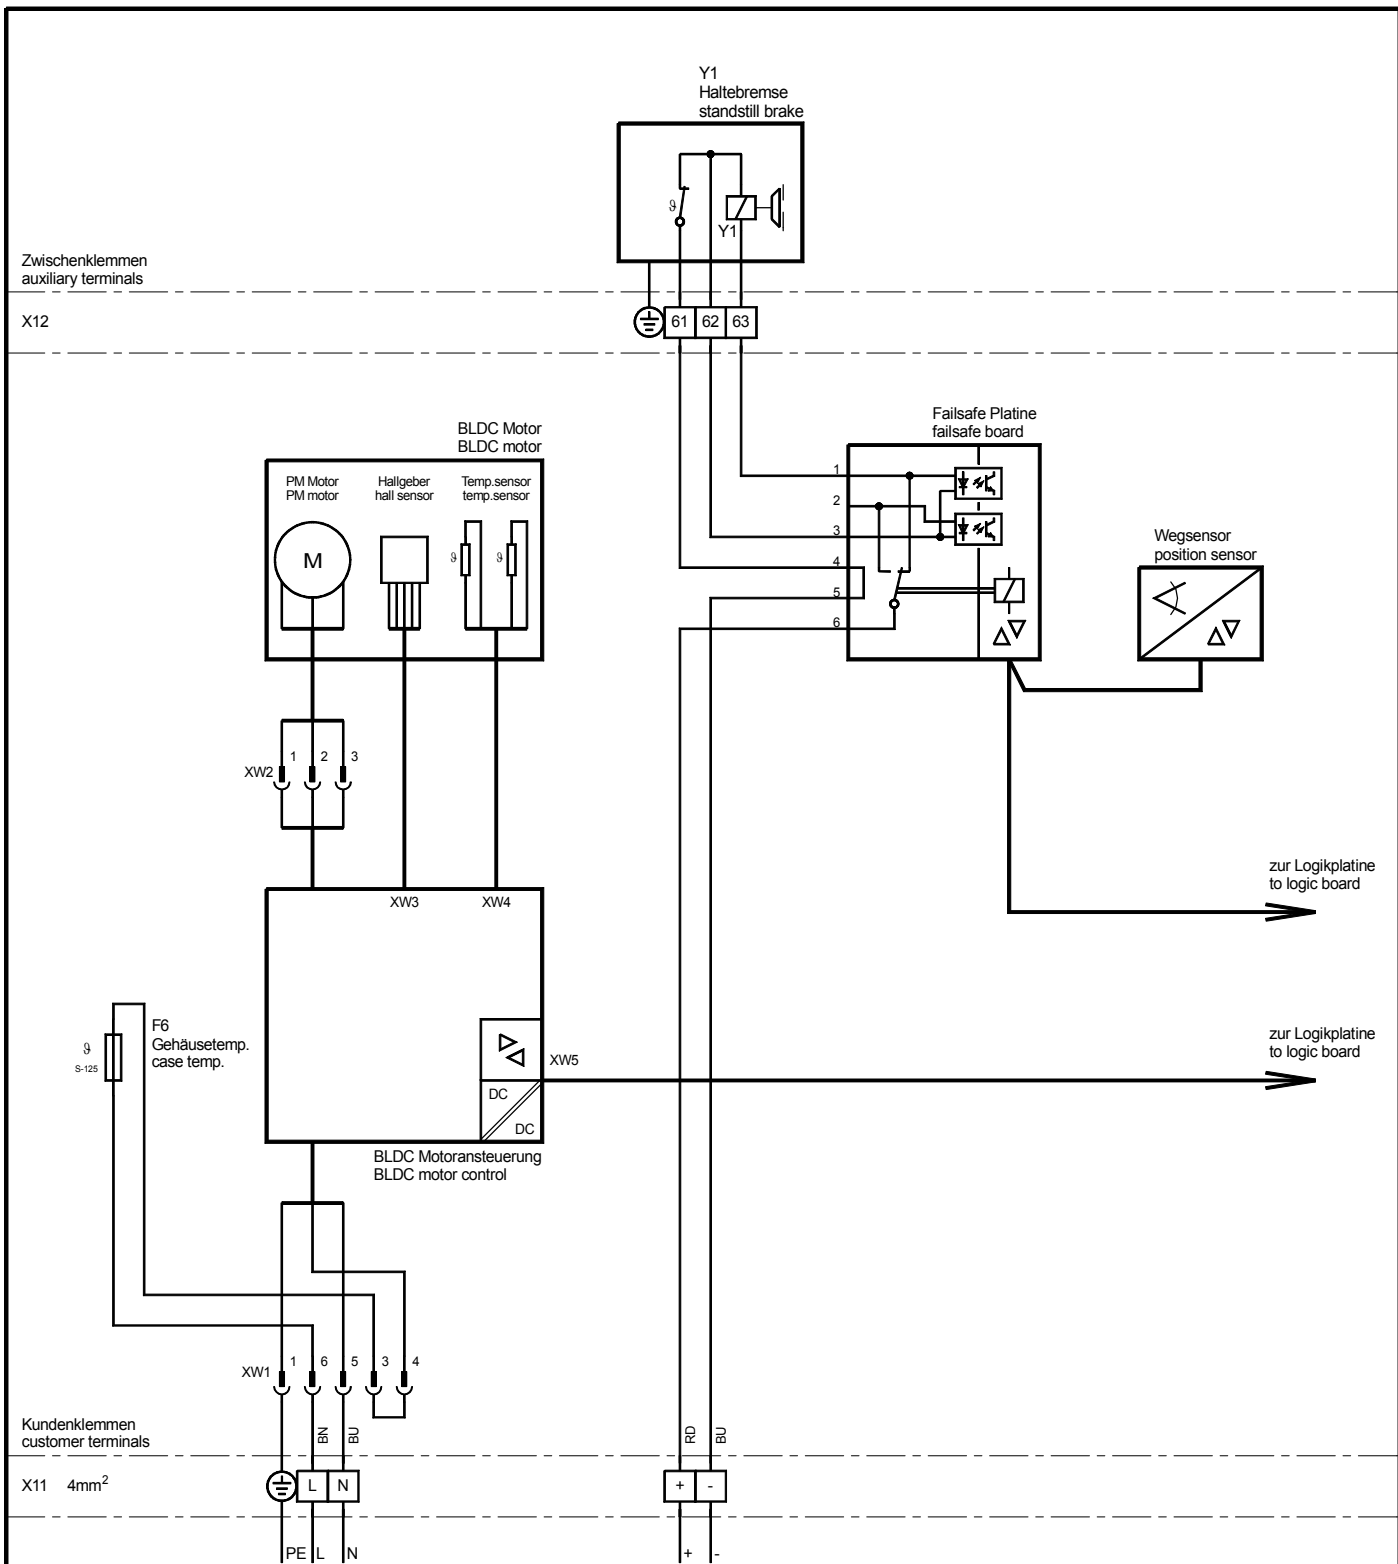 Y1
Haltebremse
standstill brake
ϑ
Y1
Zwischenklemmen
auxiliary terminals
X12
61 62 63
BLDC Motor
BLDC motor
PM Motor
PM motor
Hallgeber
hall sensor
Temp.sensor
temp.sensor
M
ϑ ϑ
Failsafe Platine
failsafe board
1
2
3
4
5
6
Wegsensor
position sensor
XW2
1 2 3
XW3
XW4
zur Logikplatine
to logic board
F6
Gehäusetemp.
case temp.
ϑ
S-125
XW5
DC
DC
zur Logikplatine
to logic board
BLDC Motoransteuerung
BLDC motor control
XW1
1 6 5 3 4
BN
BU
RD
BU
Kundenklemmen
customer terminals
X11 4mm²
L N
+ -
PE L N
+ -